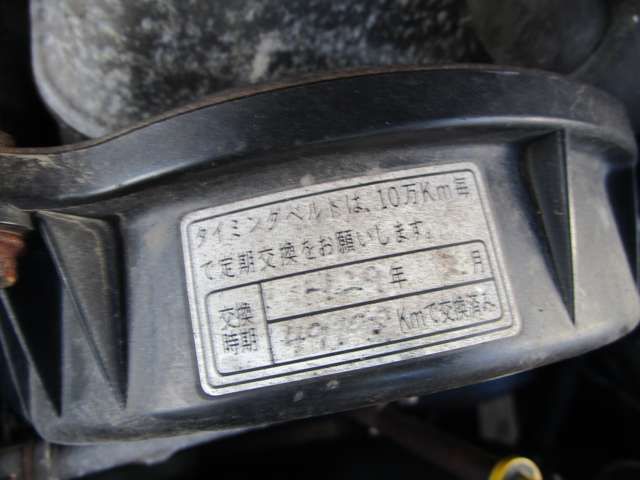 タイミングベルトは、10万Km毎
で定期交換をお願いします。
交換
時期
年 月
Kmで交換済み